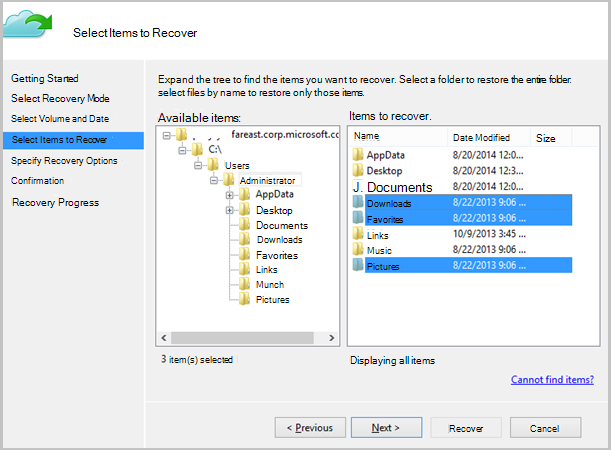 Select Items to Recover
Getting Started
Select Recovery Mode
Select Volume and Date
Select Items to Recover
Specify Recovery Options
Confirmation
Recovery Progress
Expand the tree to find the items you want to recover. Select a folder to restore the entire folder.
select files by name to restore only those items.
Available items:
fareast.corp.microsoft.cc
C:\
Users
Administrator
AppData
Desktop
Documents
Downloads
Favorites
Links
Munch
Pictures
3 item(s) selected
Items to recover.
Name Date Modified Size
AppData 8/20/2014 12:0...
Desktop 8/20/2014 12:3...
J. Documents 8/20/2014 12:0...
Downloads 8/22/2013 9:06 ...
Favorites 8/22/2013 9:06 ...
Links 10/9/2013 3:45 ...
Music 8/22/2013 9:06 ...
Pictures 8/22/2013 9:06 ...
Displaying all items
Cannot find items?
< Previous
Next >
Recover
Cancel